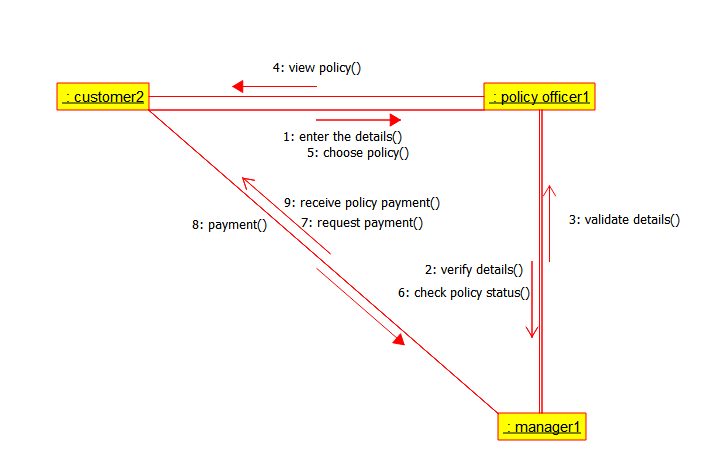 4: view policy()
: customer2
: policy officer1
1: enter the details()
5: choose policy()
9: receive policy payment()
8: payment()
7: request payment()
3: validate details()
2: verify details()
6: check policy status()
: manager1